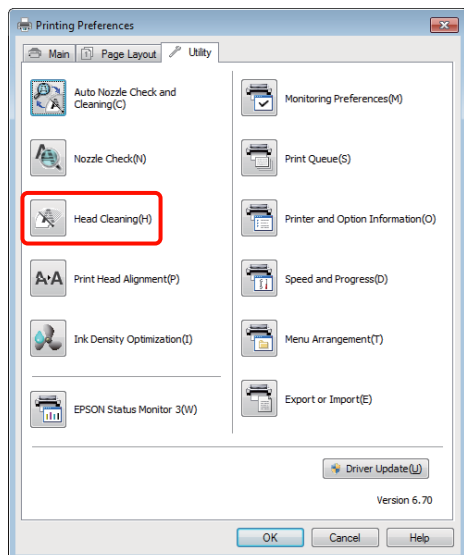 Printing Preferences
Main
Page Layout
Utility
Auto Nozzle Check and
Cleaning(C)
Nozzle Check(N)
Head Cleaning(H)
Print Head Alignment(P)
Ink Density Optimization(I)
EPSON Status Monitor 3(W)
Monitoring Preferences(M)
Print Queue(S)
Printer and Option Information(O)
Speed and Progress(D)
Menu Arrangement(T)
Export or Import(E)
Driver Update(U)
Version 6.70
OK
Cancel
Help